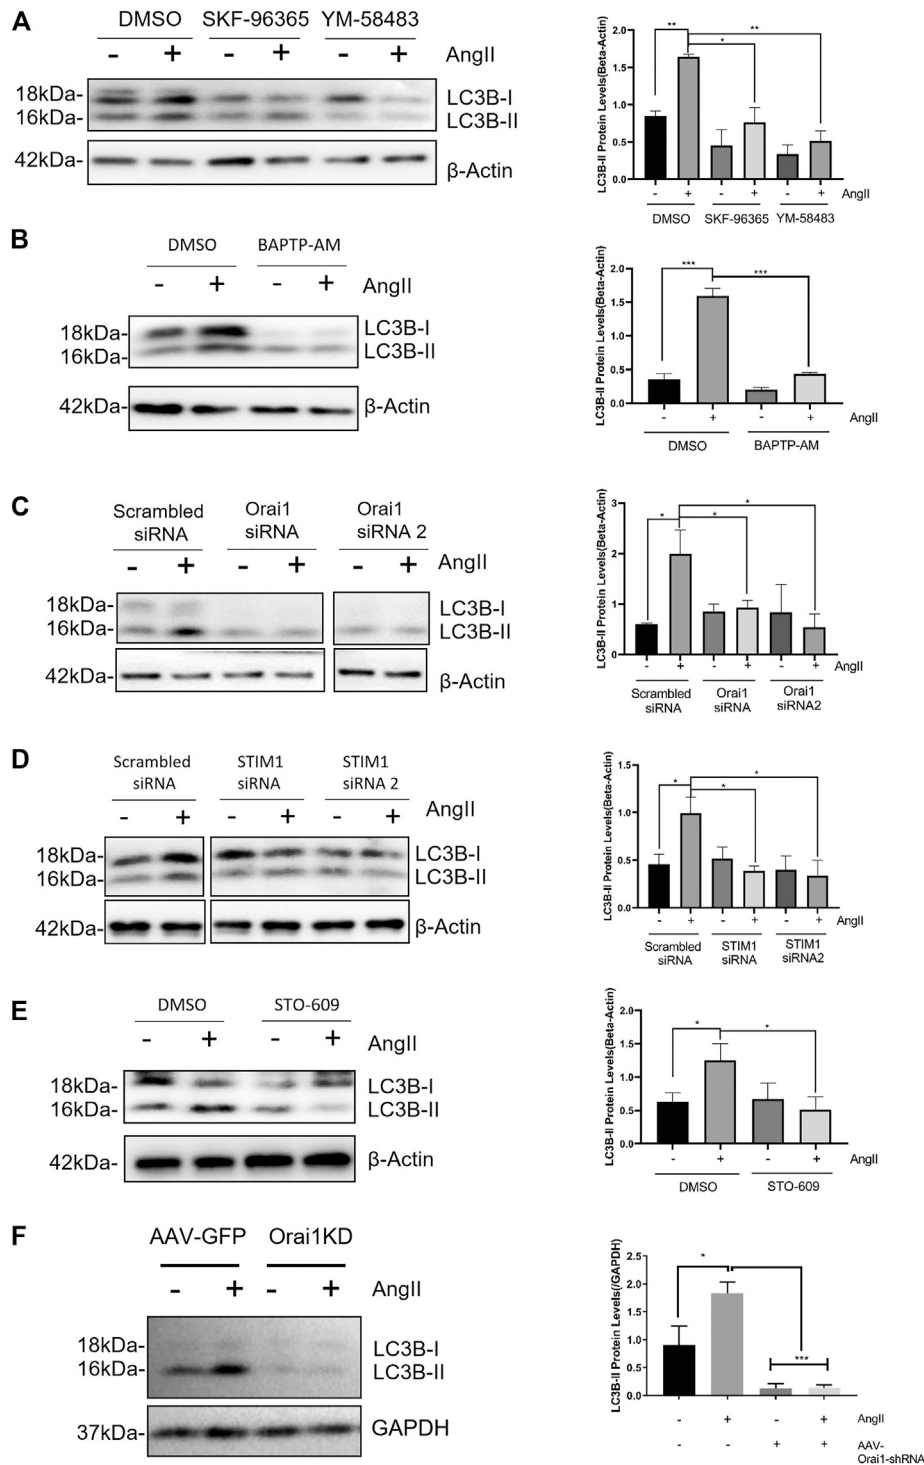 A
DMSO SKF-96365 YM-58483
- + - + - + AngII
18kDa- LC3B-I
16kDa- LC3B-II
42kDa- β-Actin
LC3B-II Protein Levels(Beta-Actin)
2.0
1.5
1.0
0.5
0.0
** * **
- + - + - + AngII
DMSO SKF-96365 YM-58483
B
DMSO BAPTP-AM
- + - + AngII
18kDa- LC3B-I
16kDa- LC3B-II
42kDa- β-Actin
LC3B-II Protein Levels(Beta-Actin)
2.0
1.5
1.0
0.5
0.0
*** ***
- + - + AngII
DMSO BAPTP-AM
C
Scrambled siRNA Orai1 siRNA Orai1 siRNA 2
- + - + - + AngII
18kDa- LC3B-I
16kDa- LC3B-II
42kDa- β-Actin
LC3B-II Protein Levels(Beta-Actin)
3
2
1
0
* * *
- + - + - + AngII
Scrambled siRNA Orai1 siRNA Orai1 siRNA2
D
Scrambled siRNA STIM1 siRNA STIM1 siRNA 2
- + - + - + AngII
18kDa- LC3B-I
16kDa- LC3B-II
42kDa- β-Actin
LC3B-II Protein Levels(Beta-Actin)
1.5
1.0
0.5
0.0
* * *
- + - + - + AngII
Scrambled siRNA STIM1 siRNA STIM1 siRNA2
E
DMSO STO-609
- + - + AngII
18kDa- LC3B-I
16kDa- LC3B-II
42kDa- β-Actin
LC3B-II Protein Levels(Beta-Actin)
2.0
1.5
1.0
0.5
0.0
* *
- + - + AngII
DMSO STO-609
F
AAV-GFP Orai1KD
- + - + AngII
18kDa- LC3B-I
16kDa- LC3B-II
37kDa- GAPDH
LC3B-II Protein Levels(/GAPDH)
2.5
2.0
1.5
1.0
0.5
0.0
* ***
- + - + AngII
- - + + AAV-
Orai1-shRNA